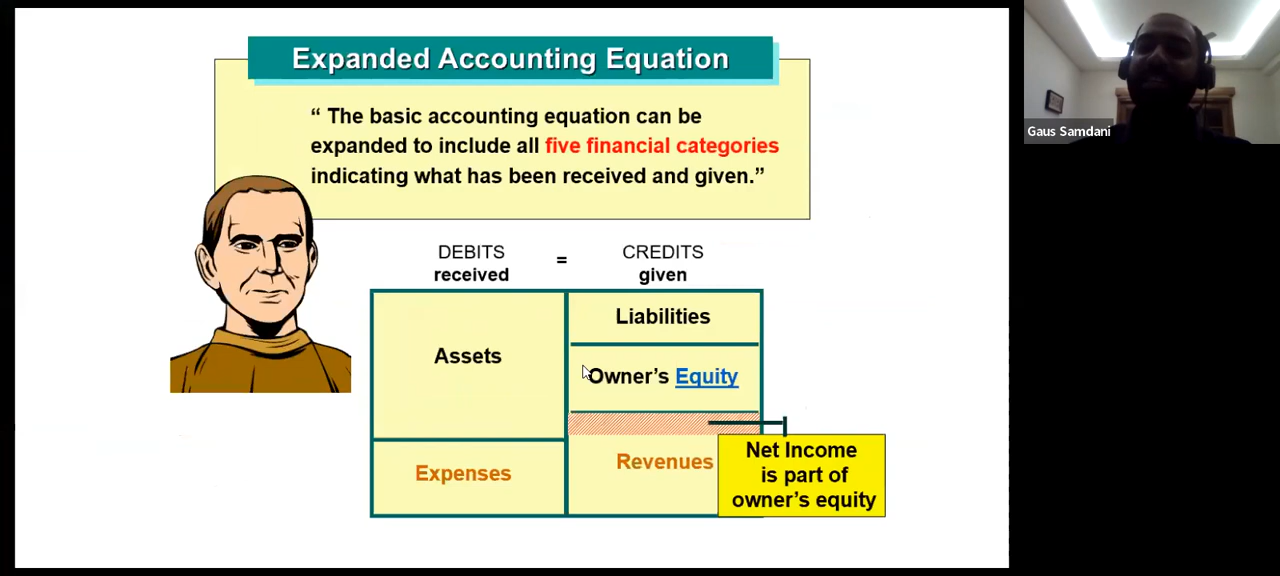 Expanded Accounting Equation
“ The basic accounting equation can be
expanded to include all five financial categories
indicating what has been received and given.”
DEBITS = CREDITS
received given
Assets
Liabilities
Owner’s Equity
Expenses
Revenues
Net Income
is part of
owner’s equity
Gaus Samdani